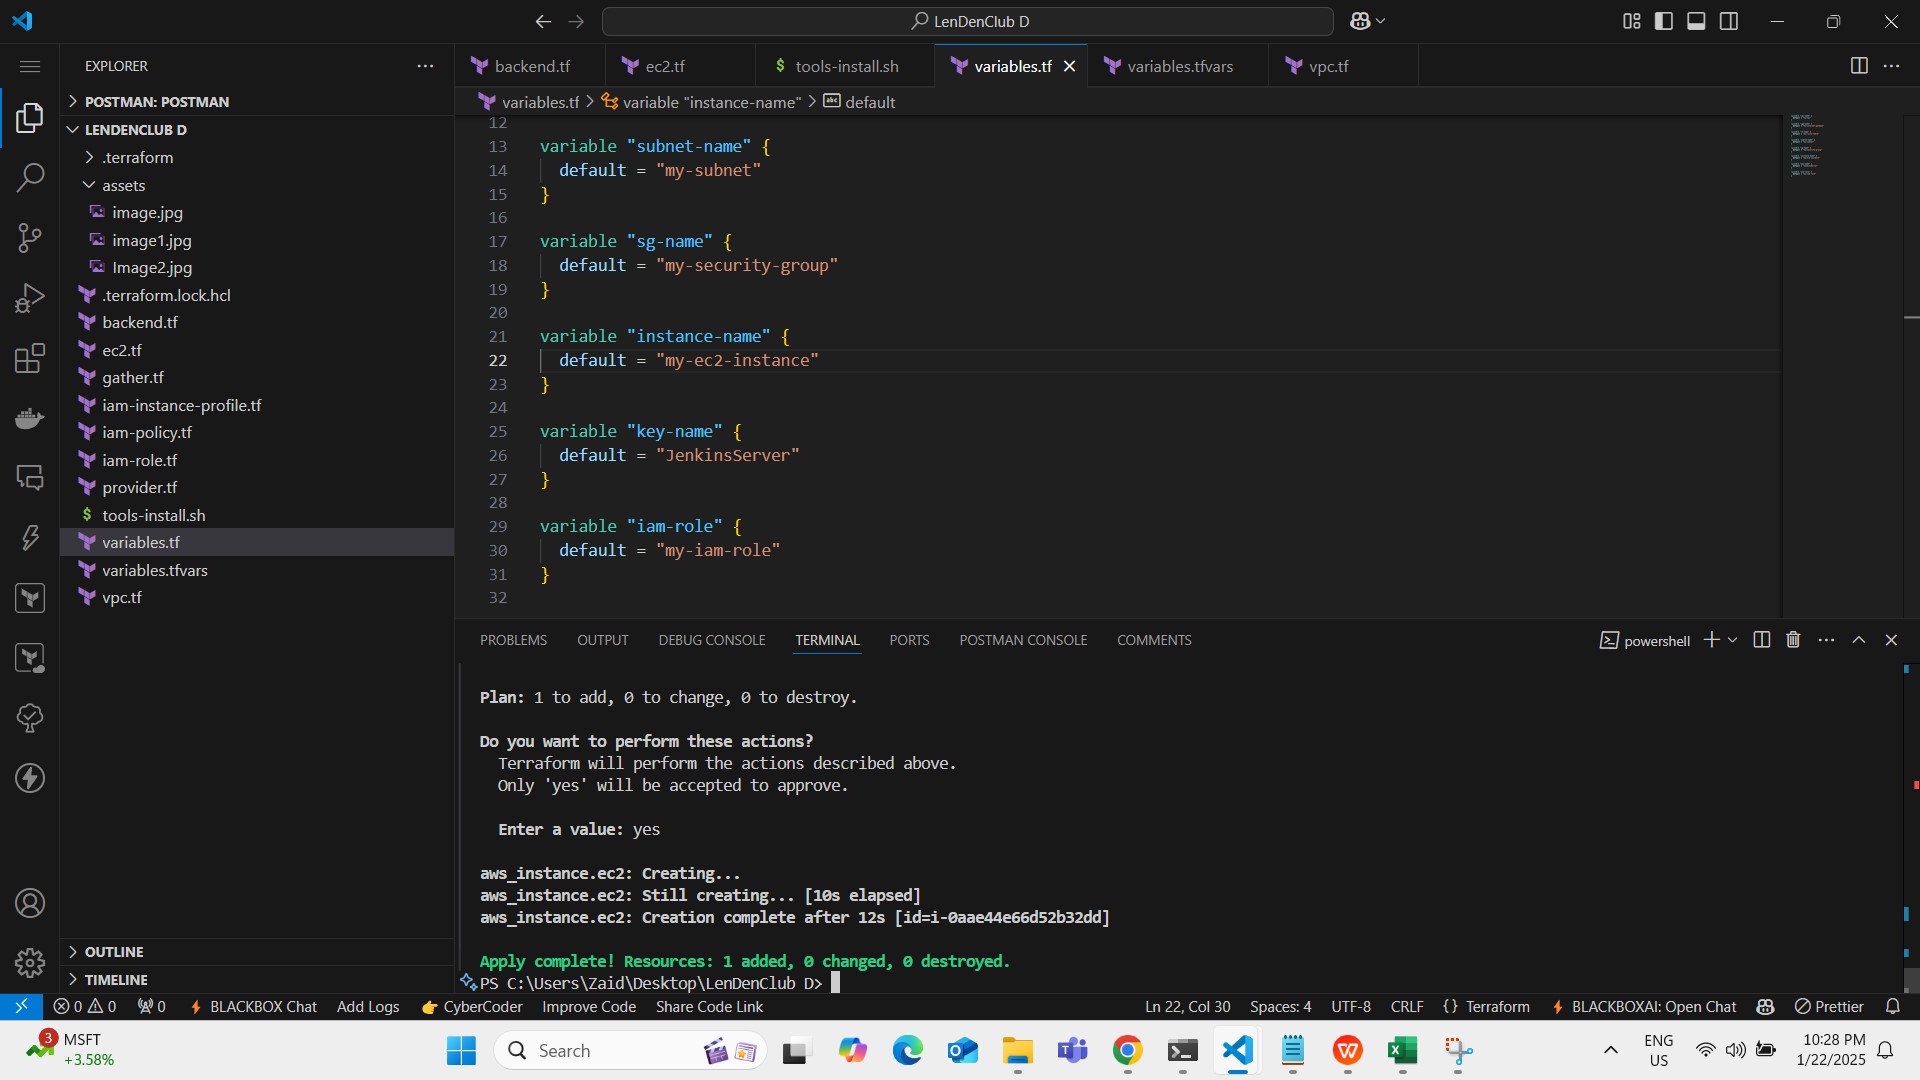 LenDenClub D
EXPLORER
POSTMAN: POSTMAN
LENDENCLUB D
.terraform
assets
image.jpg
image1.jpg
Image2.jpg
.terraform.lock.hcl
backend.tf
ec2.tf
gather.tf
iam-instance-profile.tf
iam-policy.tf
iam-role.tf
provider.tf
$ tools-install.sh
variables.tf
variables.tfvars
vpc.tf
OUTLINE
TIMELINE
backend.tf ec2.tf $ tools-install.sh variables.tf variables.tfvars vpc.tf
variables.tf > variable "instance-name" > default
12
13 variable "subnet-name" {
14 default = "my-subnet"
15 }
16
17 variable "sg-name" {
18 default = "my-security-group"
19 }
20
21 variable "instance-name" {
22 default = "my-ec2-instance"
23 }
24
25 variable "key-name" {
26 default = "JenkinsServer"
27 }
28
29 variable "iam-role" {
30 default = "my-iam-role"
31 }
32
PROBLEMS OUTPUT DEBUG CONSOLE TERMINAL PORTS POSTMAN CONSOLE COMMENTS
powershell
Plan: 1 to add, 0 to change, 0 to destroy.
Do you want to perform these actions?
Terraform will perform the actions described above.
Only 'yes' will be accepted to approve.
Enter a value: yes
aws_instance.ec2: Creating...
aws_instance.ec2: Still creating... [10s elapsed]
aws_instance.ec2: Creation complete after 12s [id=i-0aae44e66d52b32dd]
Apply complete! Resources: 1 added, 0 changed, 0 destroyed.
PS C:\Users\Zaid\Desktop\LenDenClub D>
0 0 0 BLACKBOX Chat Add Logs CyberCoder Improve Code Share Code Link
Ln 22, Col 30 Spaces: 4 UTF-8 CRLF {} Terraform BLACKBOXAI: Open Chat Prettier
3 MSFT
+3.58%
Search
ENG
US
10:28 PM
1/22/2025